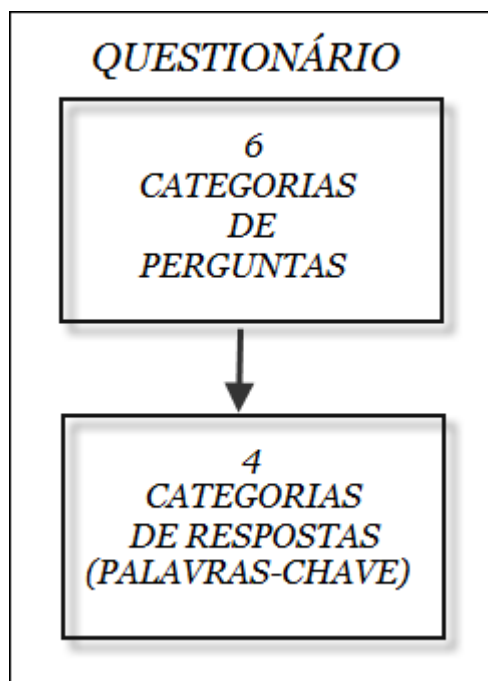 QUESTIONÁRIO
6
CATEGORIAS
DE
PERGUNTAS
4
CATEGORIAS
DE RESPOSTAS
(PALAVRAS-CHAVE)